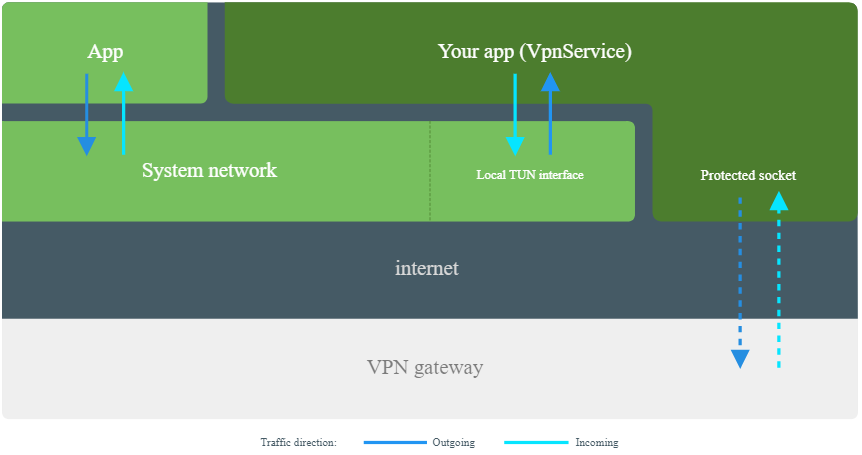 App
Your app (VpnService)
System network
Local TUN interface
Protected socket
internet
VPN gateway
Traffic direction:
Outgoing
Incoming